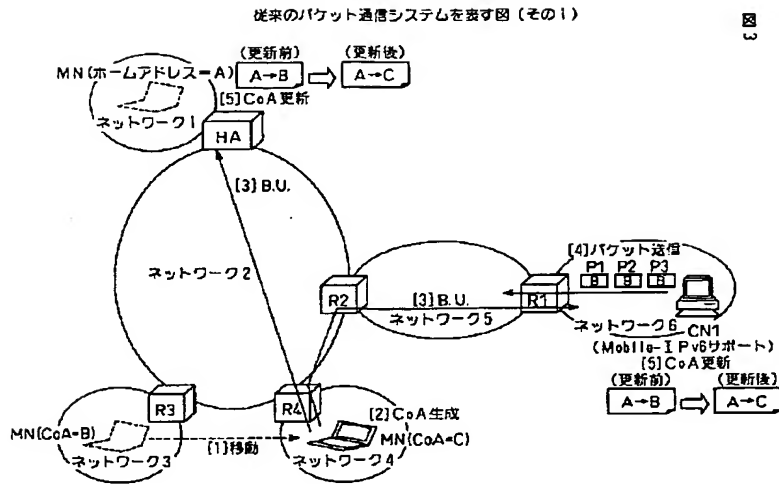 従来のパケット通信システムを表す図（その1）
図3
(更新前)
(更新後)
MN(ホームアドレス=A)
A→B
A→C
[5]CoA更新
ネットワーク1
HA
[3]B.U.
ネットワーク2
[4]パケット送信
P1 P2 P3
B B B
R2
[3]B.U.
R1
ネットワーク5
ネットワーク6
CN1
(Mobile-IPv6サポート)
[5]CoA更新
(更新前)
(更新後)
A→B
A→C
R3
R4
[2]CoA生成
MN(CoA=B)
MN(CoA=C)
[1]移動
ネットワーク3
ネットワーク4